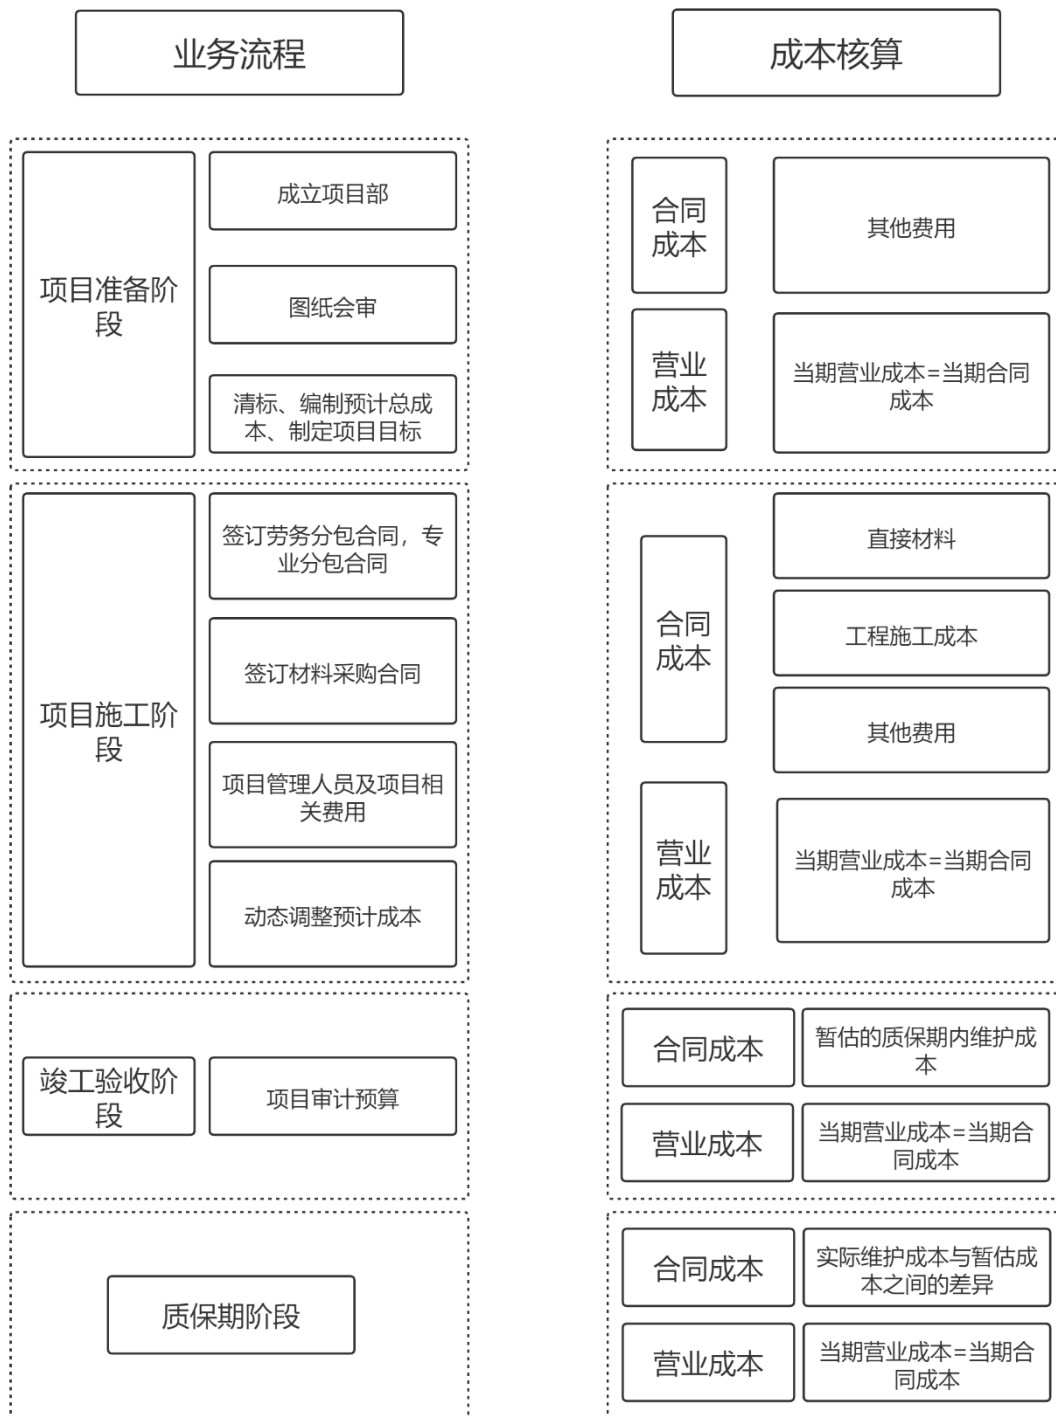 业务流程
成本核算
项目准备阶
段
成立项目部
图纸会审
清标、编制预计总成
本、制定项目目标
合同
成本
其他费用
营业
成本
当期营业成本=当期合同
成本
项目施工阶
段
签订劳务分包合同，专
业分包合同
签订材料采购合同
项目管理人员及项目相
关费用
动态调整预计成本
合同
成本
直接材料
工程施工成本
其他费用
营业
成本
当期营业成本=当期合同
成本
竣工验收阶
段
项目审计预算
合同成本
暂估的质保期内维护成
本
营业成本
当期营业成本=当期合
同成本
质保期阶段
合同成本
实际维护成本与暂估成
本之间的差异
营业成本
当期营业成本=当期合
同成本